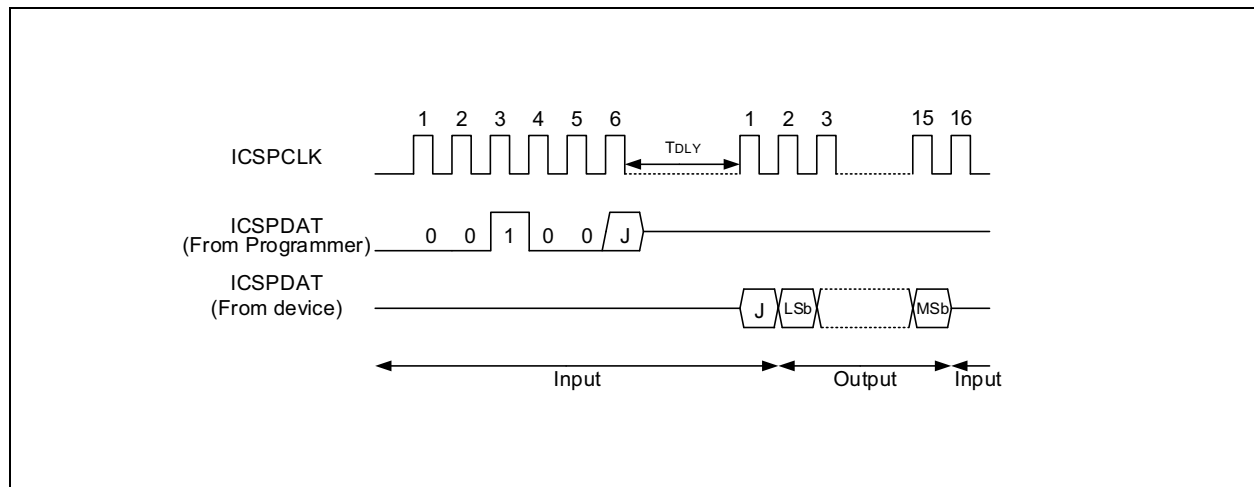 1 2 3 4 5 6 1 2 3 15 16
ICSPCLK
TDLY
ICSPDAT
(From Programmer)
0 0 1 0 0 J
ICSPDAT
(From device)
J LSb MSb
Input Output Input